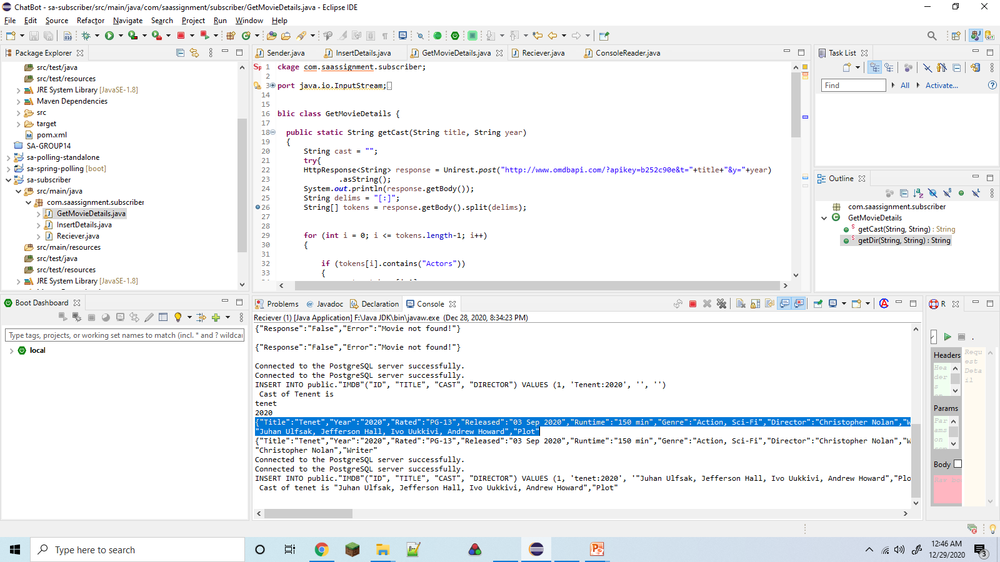 ChatBot - sa-subscriber/src/main/java/com/saassignment/subscriber/GetMovieDetails.java - Eclipse IDE
File Edit Source Refactor Navigate Search Project Run Window Help
Package Explorer
src/test/java
src/test/resources
JRE System Library [JavaSE-1.8]
Maven Dependencies
src
target
pom.xml
SA-GROUP14
sa-polling-standalone
sa-spring-polling [boot]
sa-subscriber
src/main/java
com.saassignment.subscriber
GetMovieDetails.java
InsertDetails.java
Reciever.java
src/main/resources
src/test/java
src/test/resources
JRE System Library [JavaSE-1.8]
Sender.java InsertDetails.java GetMovieDetails.java Reciever.java ConsoleReader.java
Sp 1 ckage com.saassignment.subscriber;
2
3 port java.io.InputStream;
14
15
16 blic class GetMovieDetails {
17
18 public static String getCast(String title, String year)
19 {
20 String cast = "";
21 try{
22 HttpResponse<String> response = Unirest.post("http://www.omdbapi.com/?apikey=b252c90e&t="+title+"&y="+year)
23 .asString();
24 System.out.println(response.getBody());
25 String delims = "[:]";
26 String[] tokens = response.getBody().split(delims);
27
28
29 for (int i = 0; i <= tokens.length-1; i++)
30 {
31
32 if (tokens[i].contains("Actors"))
33 {
Task List
Find All Activate...
Outline
com.saassignment.subscriber
GetMovieDetails
getCast(String, String) : String
getDir(String, String) : String
Boot Dashboard
Type tags, projects, or working set names to match (incl. * and ? wildcar
local
Problems Javadoc Declaration Console
Reciever (1) [Java Application] F:\Java JDK\bin\javaw.exe (Dec 28, 2020, 8:34:23 PM)
{"Response":"False","Error":"Movie not found!"}
{"Response":"False","Error":"Movie not found!"}
Connected to the PostgreSQL server successfully.
Connected to the PostgreSQL server successfully.
INSERT INTO public."IMDB"("ID", "TITLE", "CAST", "DIRECTOR") VALUES (1, 'Tenent:2020', '', '')
Cast of Tenent is
tenet
2020
{"Title":"Tenet","Year":"2020","Rated":"PG-13","Released":"03 Sep 2020","Runtime":"150 min","Genre":"Action, Sci-Fi","Director":"Christopher Nolan","W
"Juhan Ulfsak, Jefferson Hall, Ivo Uukkivi, Andrew Howard","Plot"
{"Title":"Tenet","Year":"2020","Rated":"PG-13","Released":"03 Sep 2020","Runtime":"150 min","Genre":"Action, Sci-Fi","Director":"Christopher Nolan","W
"Christopher Nolan","Writer"
Connected to the PostgreSQL server successfully.
Connected to the PostgreSQL server successfully.
INSERT INTO public."IMDB"("ID", "TITLE", "CAST", "DIRECTOR") VALUES (1, 'tenet:2020', '"Juhan Ulfsak, Jefferson Hall, Ivo Uukkivi, Andrew Howard","Plo
Cast of tenet is "Juhan Ulfsak, Jefferson Hall, Ivo Uukkivi, Andrew Howard","Plot"
R
Headers
Hea
der
s
Requ
est
Deta
il
Params
Par
ams
on
Body
Type here to search
12:46 AM
12/29/2020
3